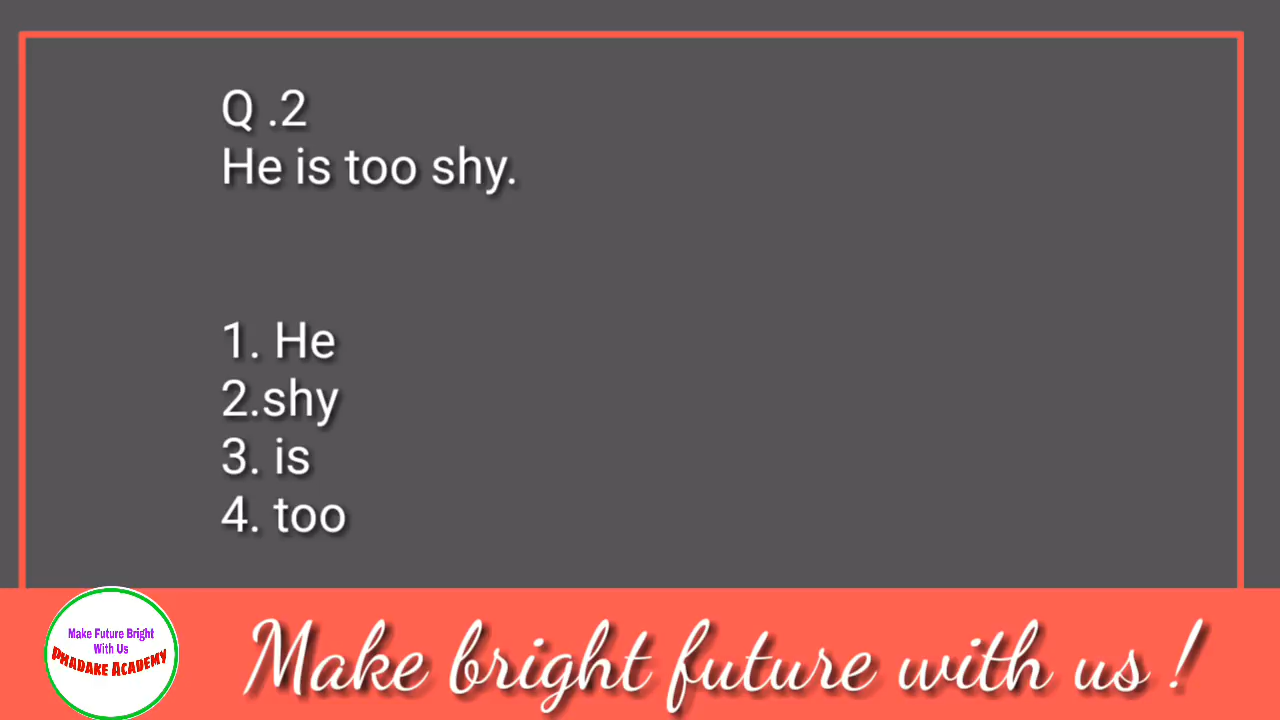 Q .2
He is too shy.
1. He
2.shy
3. is
4. too
Make Future Bright
With Us
PHADAKE ACADEMY
Make bright future with us !